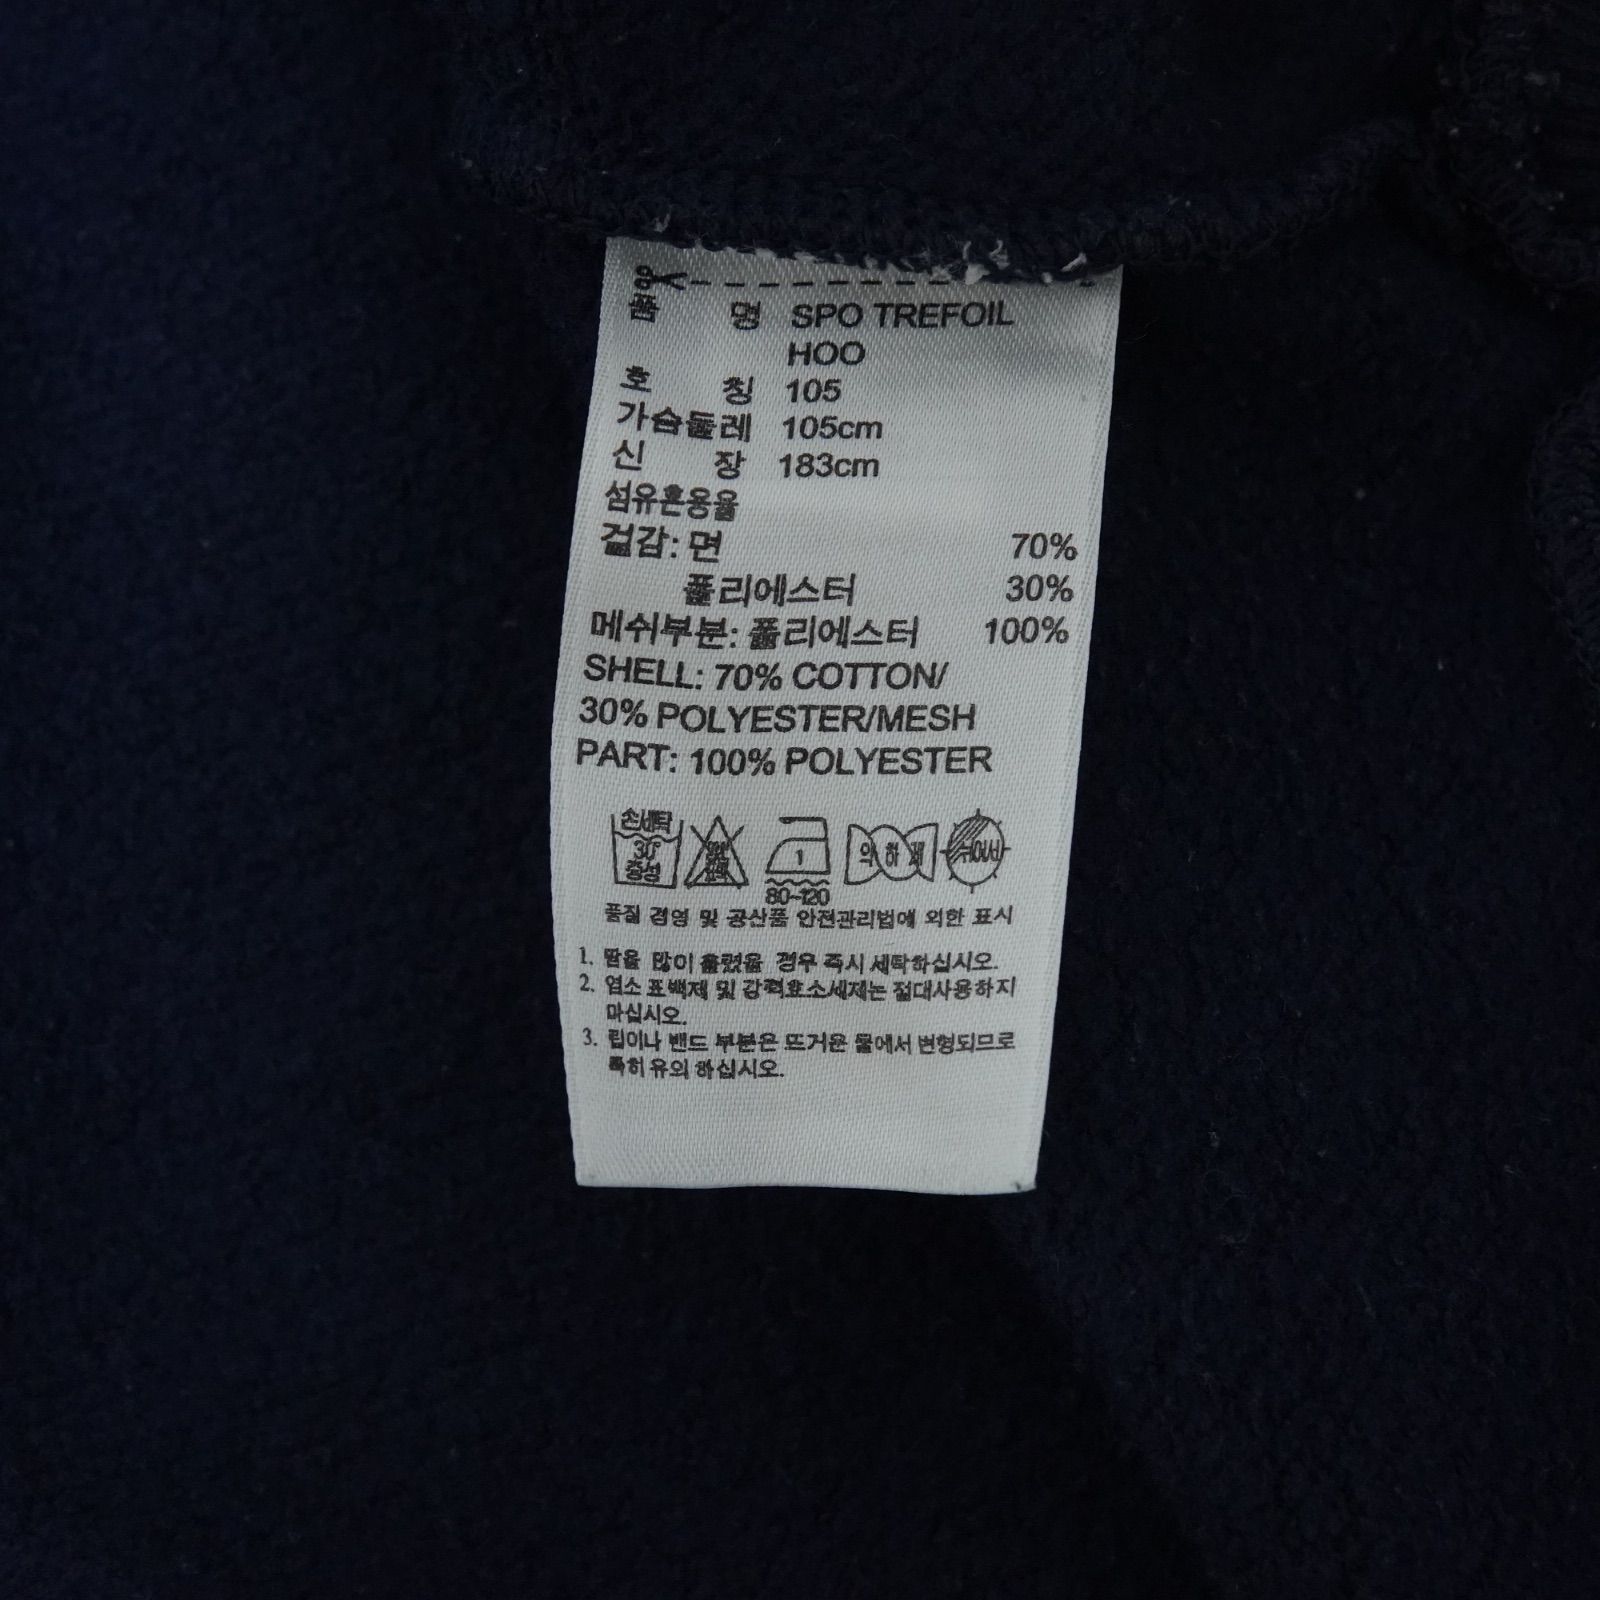 품 명 SPO TREFOIL
HOO
호 칭 105
가슴둘레 105cm
신 장 183cm
섬유혼용율
겉감: 면 70%
폴리에스터 30%
메쉬부분: 폴리에스터 100%
SHELL: 70% COTTON/
30% POLYESTER/MESH
PART: 100% POLYESTER
손세탁
30°
중성
1
약하게
80~120
품질 경영 및 공산품 안전관리법에 의한 표시
1. 땀을 많이 흘렸을 경우 즉시 세탁하십시오.
2. 염소 표백제 및 강력효소세제는 절대사용하지
마십시오.
3. 립이나 밴드 부분은 뜨거운 물에서 변형되므로
특히 유의 하십시오.